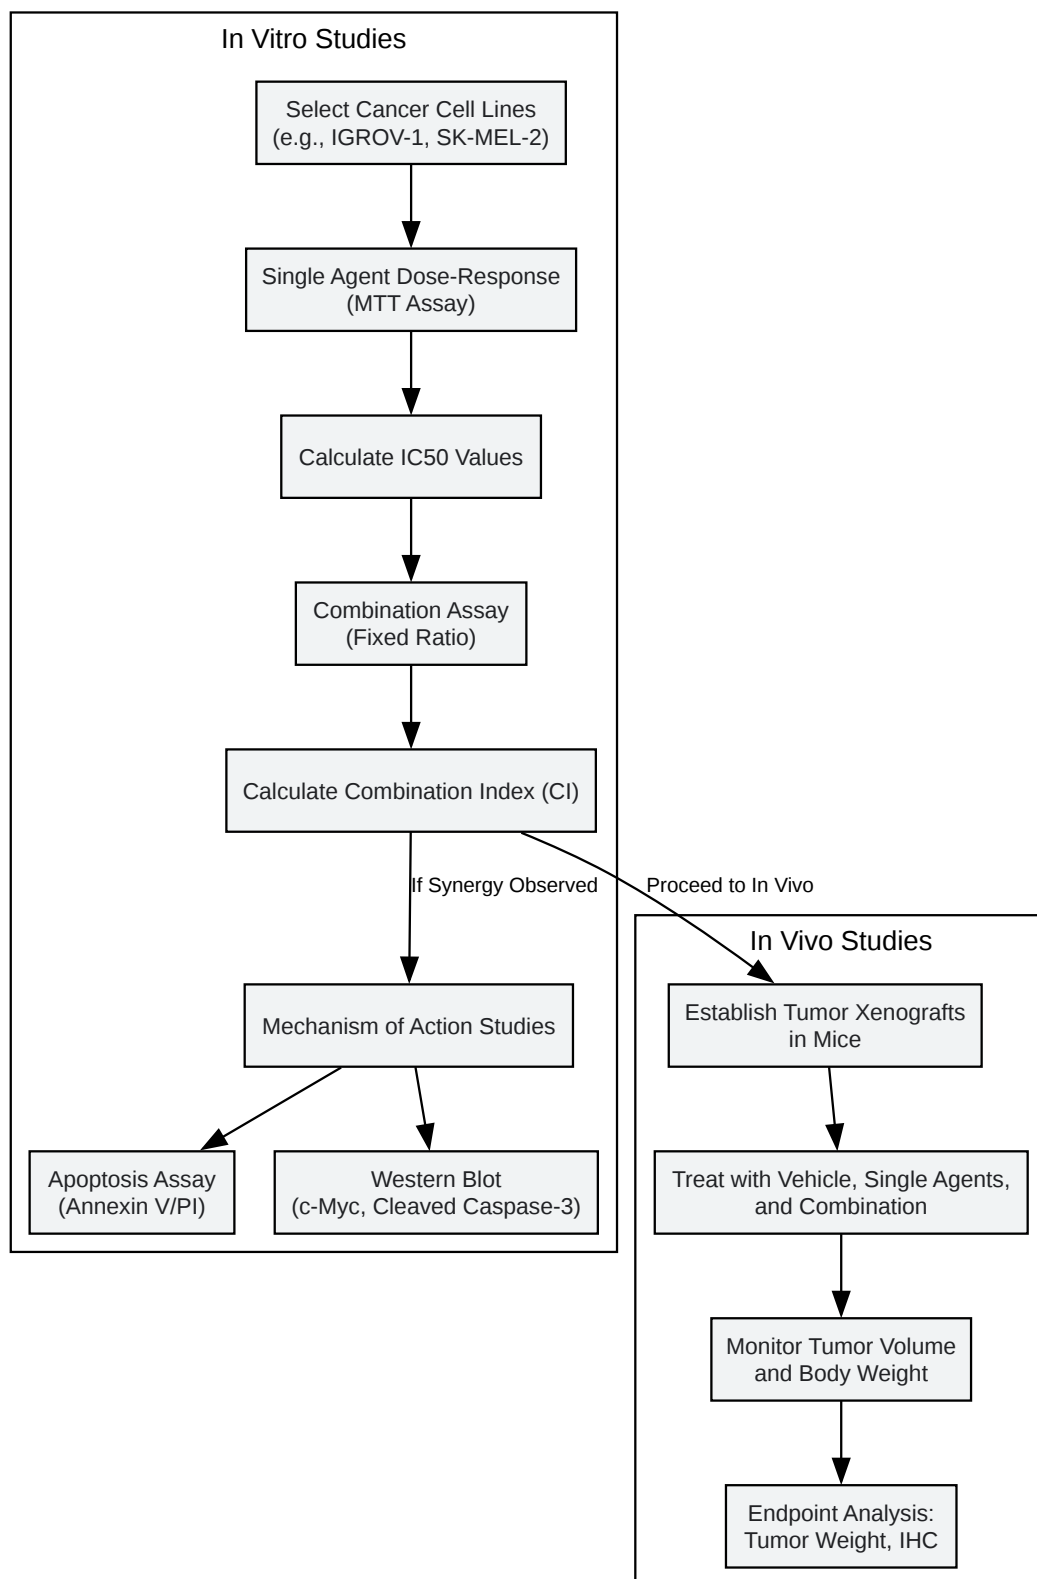 In Vitro Studies
Select Cancer Cell Lines
(e.g., IGROV-1, SK-MEL-2)
Single Agent Dose-Response
(MTT Assay)
Calculate IC50 Values
Combination Assay
(Fixed Ratio)
Calculate Combination Index (CI)
If Synergy Observed
Proceed to In Vivo
Mechanism of Action Studies
Apoptosis Assay
(Annexin V/PI)
Western Blot
(c-Myc, Cleaved Caspase-3)
In Vivo Studies
Establish Tumor Xenografts
in Mice
Treat with Vehicle, Single Agents,
and Combination
Monitor Tumor Volume
and Body Weight
Endpoint Analysis:
Tumor Weight, IHC